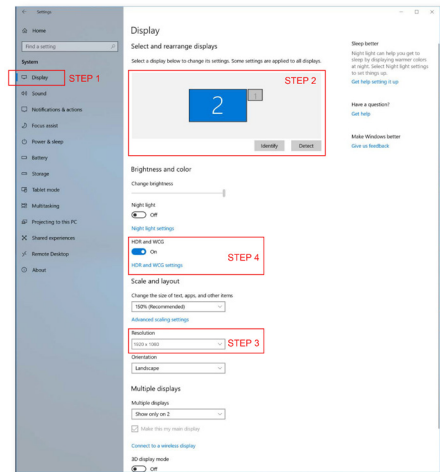 Settings
Home
Find a setting
System
Display
STEP 1
Sound
Notifications & actions
Focus assist
Power & sleep
Battery
Storage
Tablet mode
Multitasking
Projecting to this PC
Shared experiences
Remote Desktop
About
Display
Select and rearrange displays
Select a display below to change its settings. Some settings are applied to all displays.
STEP 2
2
1
Identify
Detect
Brightness and color
Change brightness
Night light
Off
Night light settings
HDR and WCG
On
STEP 4
HDR and WCG settings
Scale and layout
Change the size of text, apps, and other items
150% (Recommended)
Advanced scaling settings
Resolution
1920 × 1080
STEP 3
Orientation
Landscape
Multiple displays
Multiple displays
Show only on 2
Make this my main display
Connect to a wireless display
3D display mode
Off
Sleep better
Night light can help you get to
sleep by displaying warmer colors
at night. Select Night light settings
to set things up.
Get help setting it up
Have a question?
Get help
Make Windows better
Give us feedback